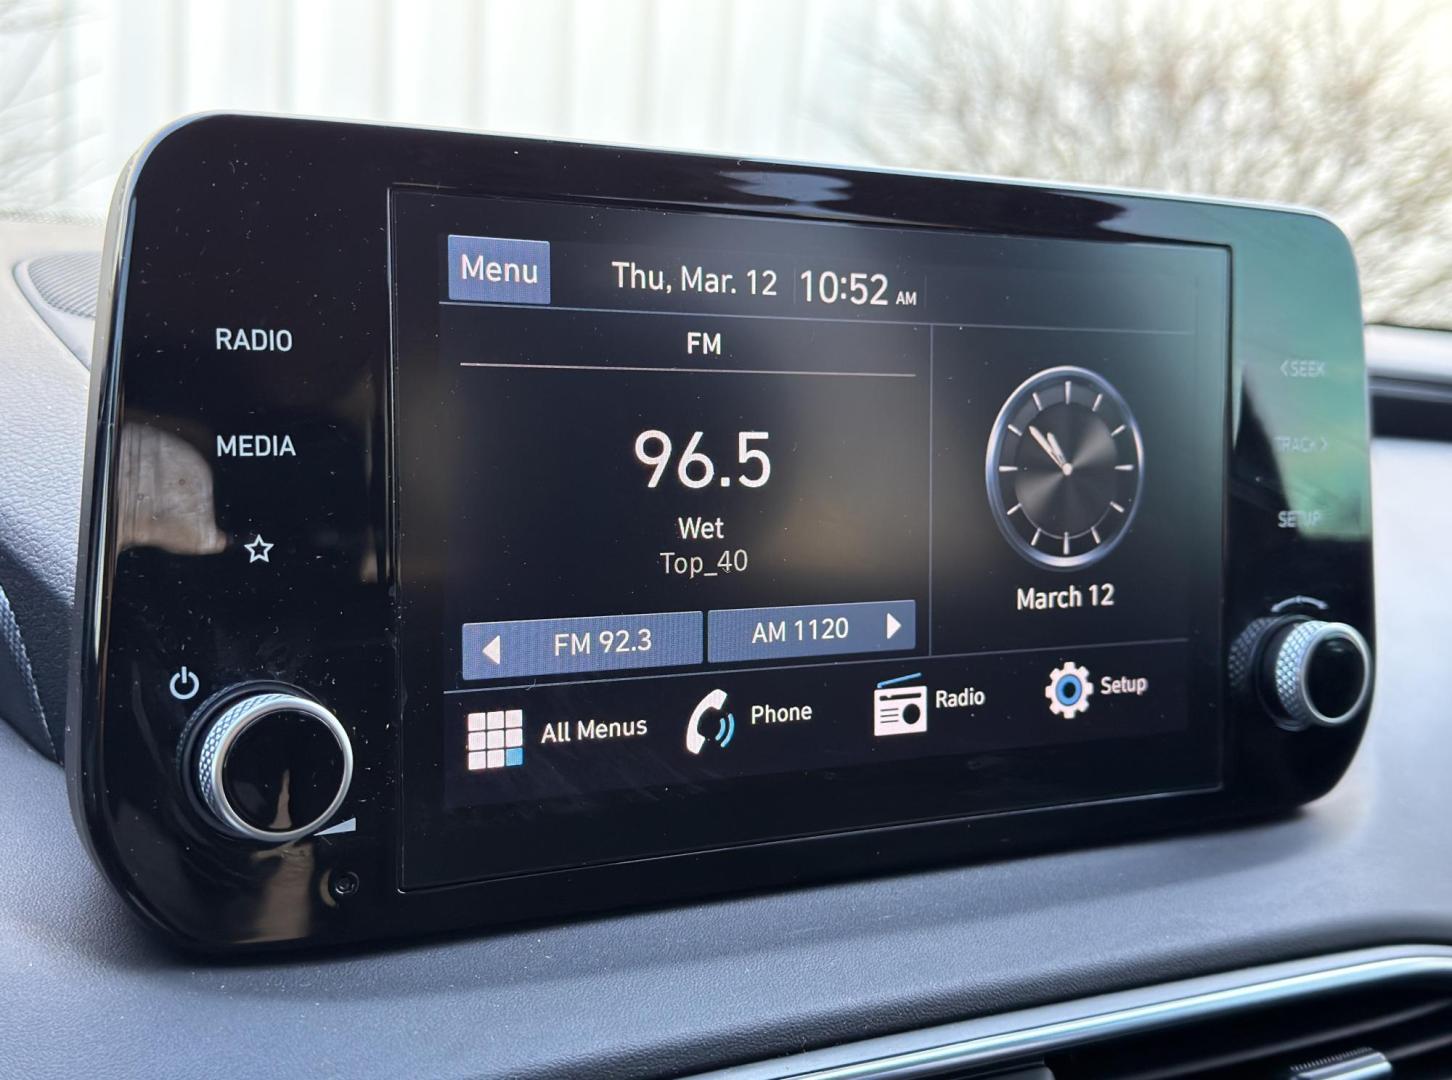 Menu Thu, Mar. 12 10:52 AM
RADIO
MEDIA
FM
96.5
Wet
Top_40
FM 92.3 AM 1120
March 12
All Menus Phone Radio Setup
<SEEK
TRACK>
SETUP